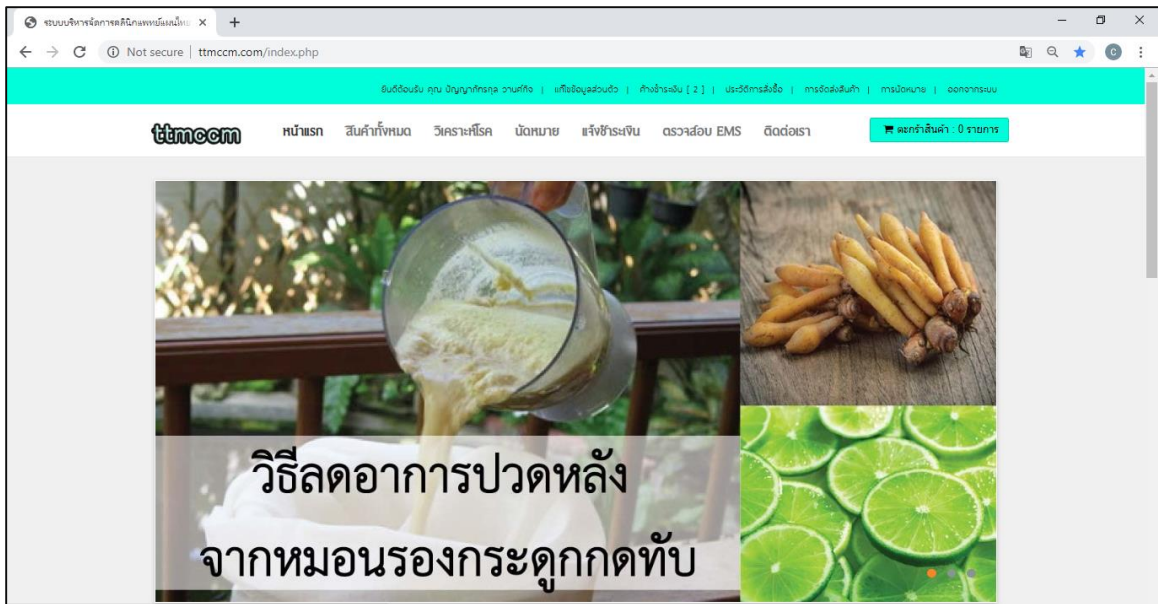 ระบบบริหารจัดการคลินิกแพทย์แผนไทย
Not secure | ttmccm.com/index.php
C
ยินดีต้อนรับ คุณ ปัญญาภัทรกุล วานศักิจ | แก้ไขข้อมูลส่วนตัว | ค้างชำระเงิน [ 2 ] | ประวัติการสั่งซื้อ | การจัดส่งสินค้า | การนัดหมาย | ออกจากระบบ
ttmccm หน้าแรก สินค้าทั้งหมด วิเคราะห์โรค นัดหมาย แจ้งชำระเงิน ตรวจสอบ EMS ติดต่อเรา ตะกร้าสินค้า : 0 รายการ
วิธีลดอาการปวดหลัง
จากหมอนรองกระดูกกดทับ